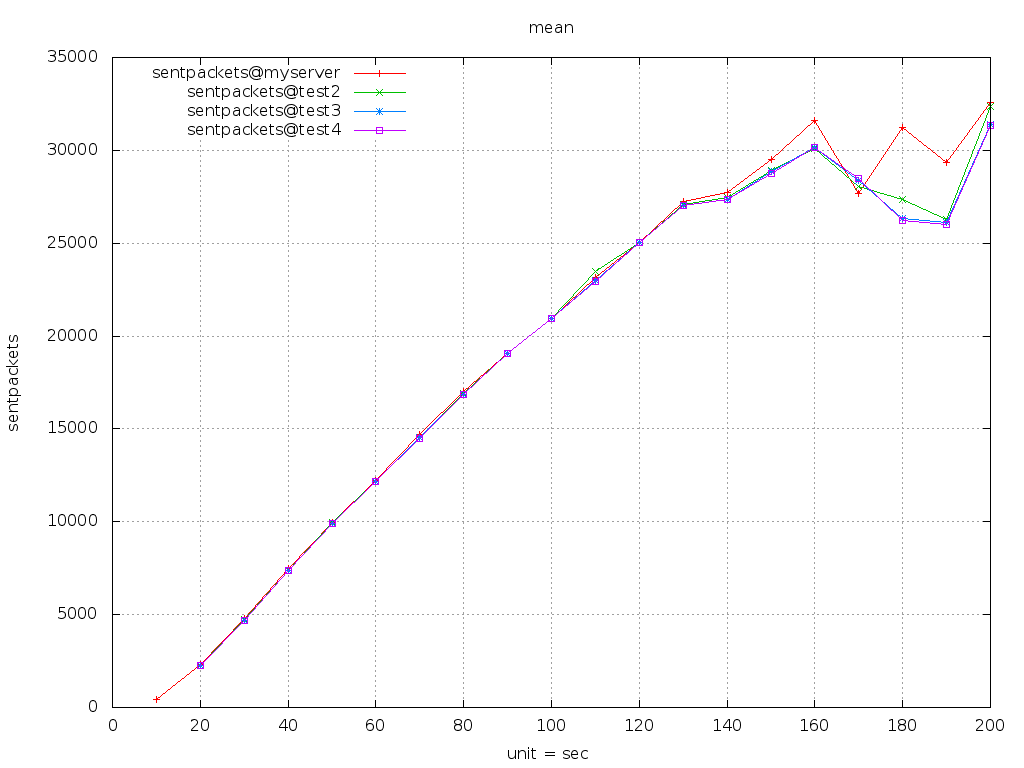 mean
35000
30000
25000
20000
15000
10000
5000
0
sentpackets
sentpackets@myserver
sentpackets@test2
sentpackets@test3
sentpackets@test4
0 20 40 60 80 100 120 140 160 180 200
unit = sec